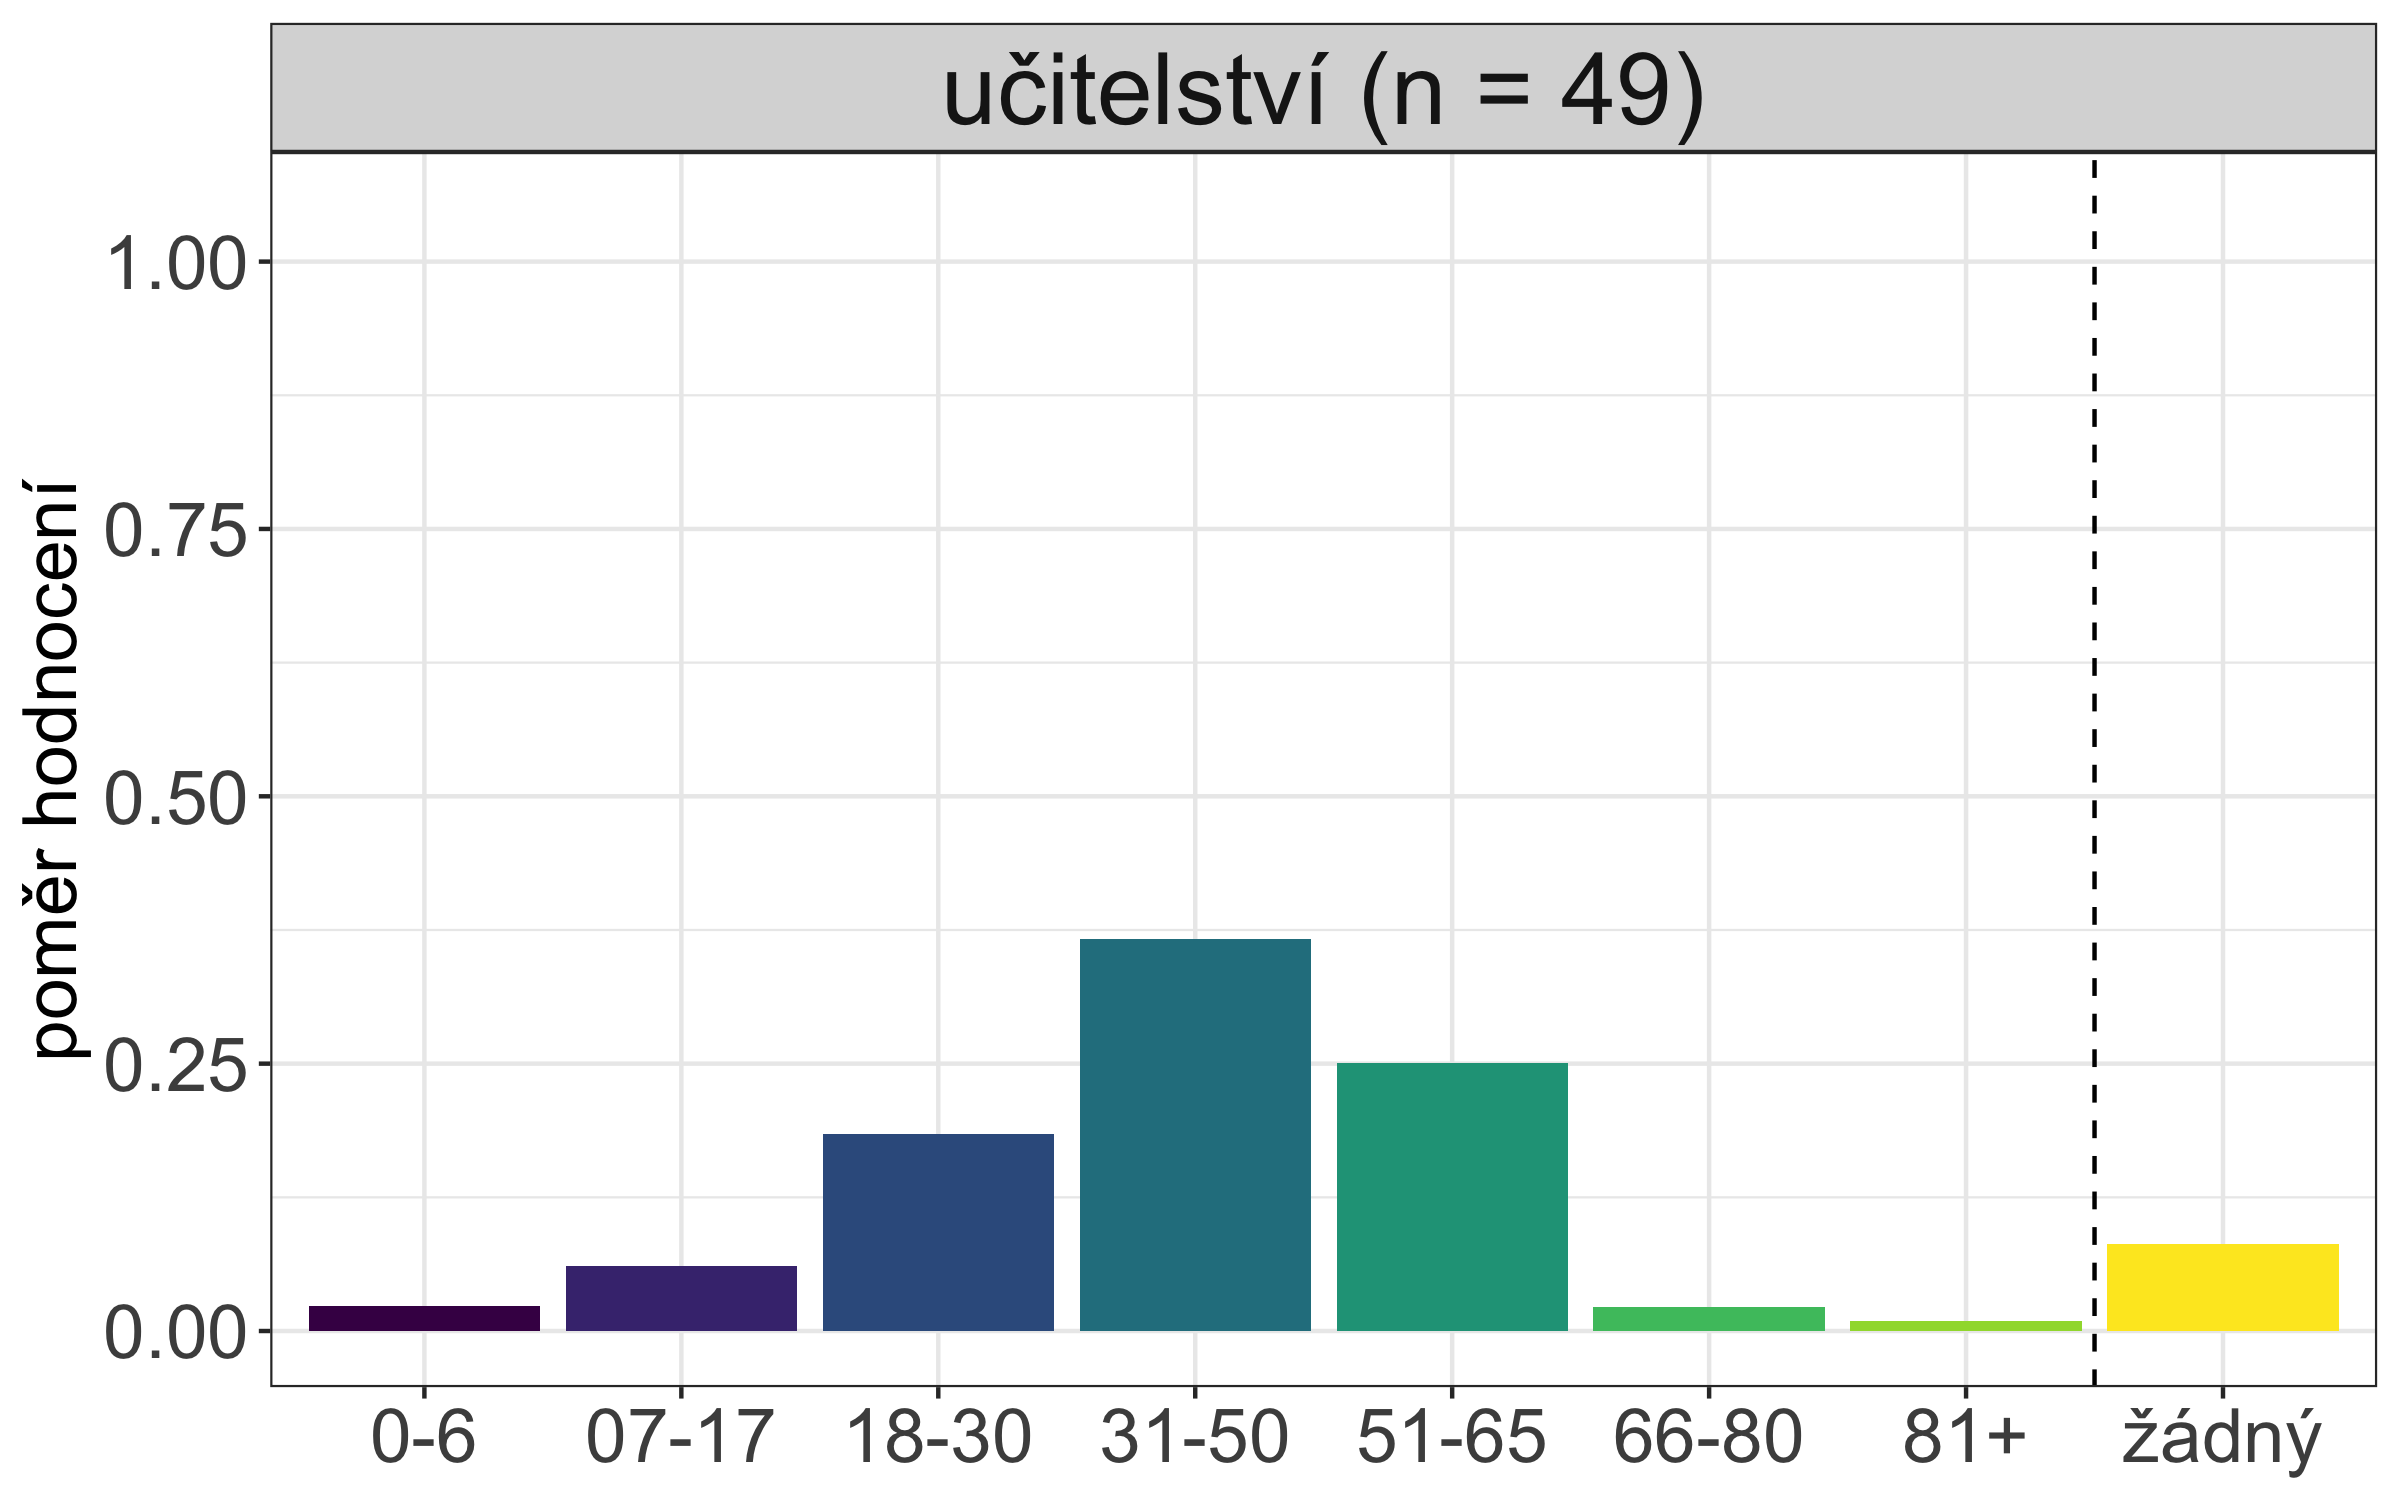 učitelství (n = 49)
poměr hodnocení
1.00
0.75
0.50
0.25
0.00
0-6 07-17 18-30 31-50 51-65 66-80 81+ žádný